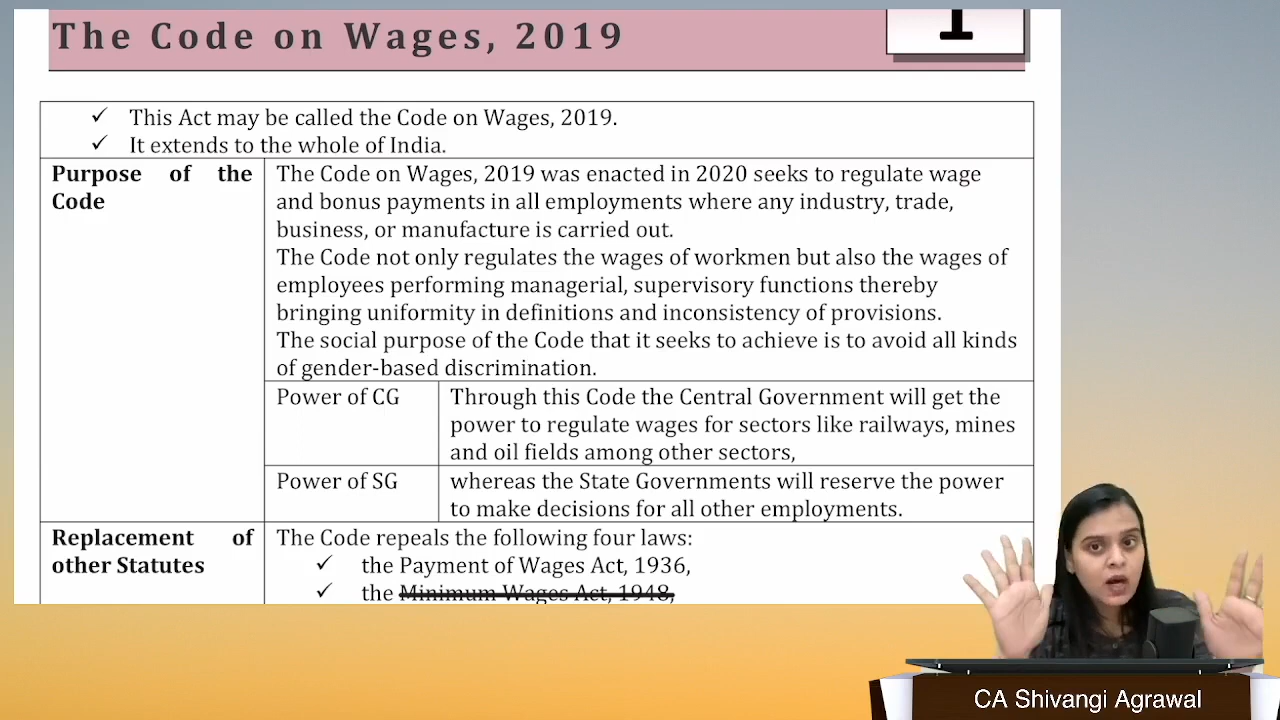 The Code on Wages, 2019
1
✓ This Act may be called the Code on Wages, 2019.
✓ It extends to the whole of India.
Purpose of the
Code
The Code on Wages, 2019 was enacted in 2020 seeks to regulate wage
and bonus payments in all employments where any industry, trade,
business, or manufacture is carried out.
The Code not only regulates the wages of workmen but also the wages of
employees performing managerial, supervisory functions thereby
bringing uniformity in definitions and inconsistency of provisions.
The social purpose of the Code that it seeks to achieve is to avoid all kinds
of gender-based discrimination.
Power of CG
Through this Code the Central Government will get the
power to regulate wages for sectors like railways, mines
and oil fields among other sectors,
Power of SG
whereas the State Governments will reserve the power
to make decisions for all other employments.
Replacement of
other Statutes
The Code repeals the following four laws:
✓ the Payment of Wages Act, 1936,
✓ the Minimum Wages Act, 1948,
CA Shivangi Agrawal